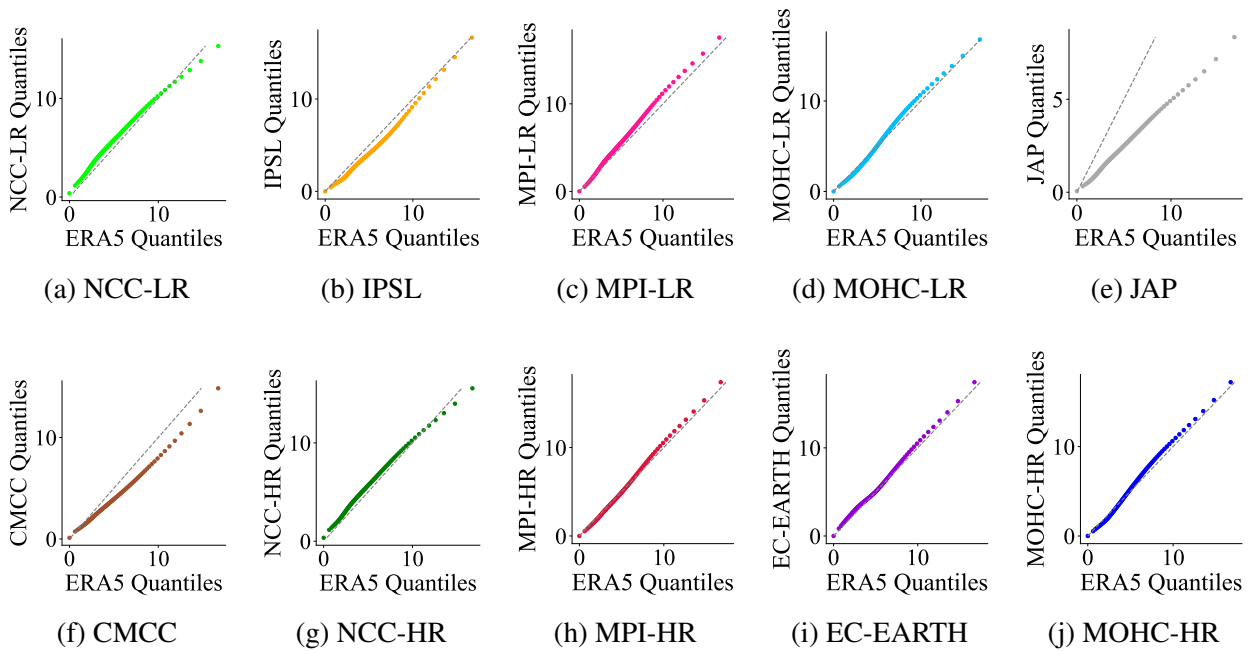 NCC-LR Quantiles
10
0
0
10
ERA5 Quantiles
(a) NCC-LR
IPSL Quantiles
10
0
0
10
ERA5 Quantiles
(b) IPSL
MPI-LR Quantiles
10
0
0
10
ERA5 Quantiles
(c) MPI-LR
MOHC-LR Quantiles
10
0
0
10
ERA5 Quantiles
(d) MOHC-LR
JAP Quantiles
5
0
0
10
ERA5 Quantiles
(e) JAP
CMCC Quantiles
10
0
0
10
ERA5 Quantiles
(f) CMCC
NCC-HR Quantiles
10
0
0
10
ERA5 Quantiles
(g) NCC-HR
MPI-HR Quantiles
10
0
0
10
ERA5 Quantiles
(h) MPI-HR
EC-EARTH Quantiles
10
0
0
10
ERA5 Quantiles
(i) EC-EARTH
MOHC-HR Quantiles
10
0
0
10
ERA5 Quantiles
(j) MOHC-HR